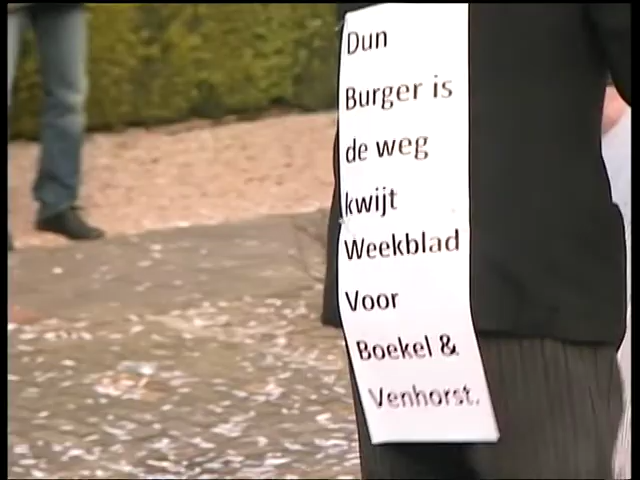 Dun
Burger is
de weg
kwijt
Weekblad
Voor
Boekel &
Venhorst.